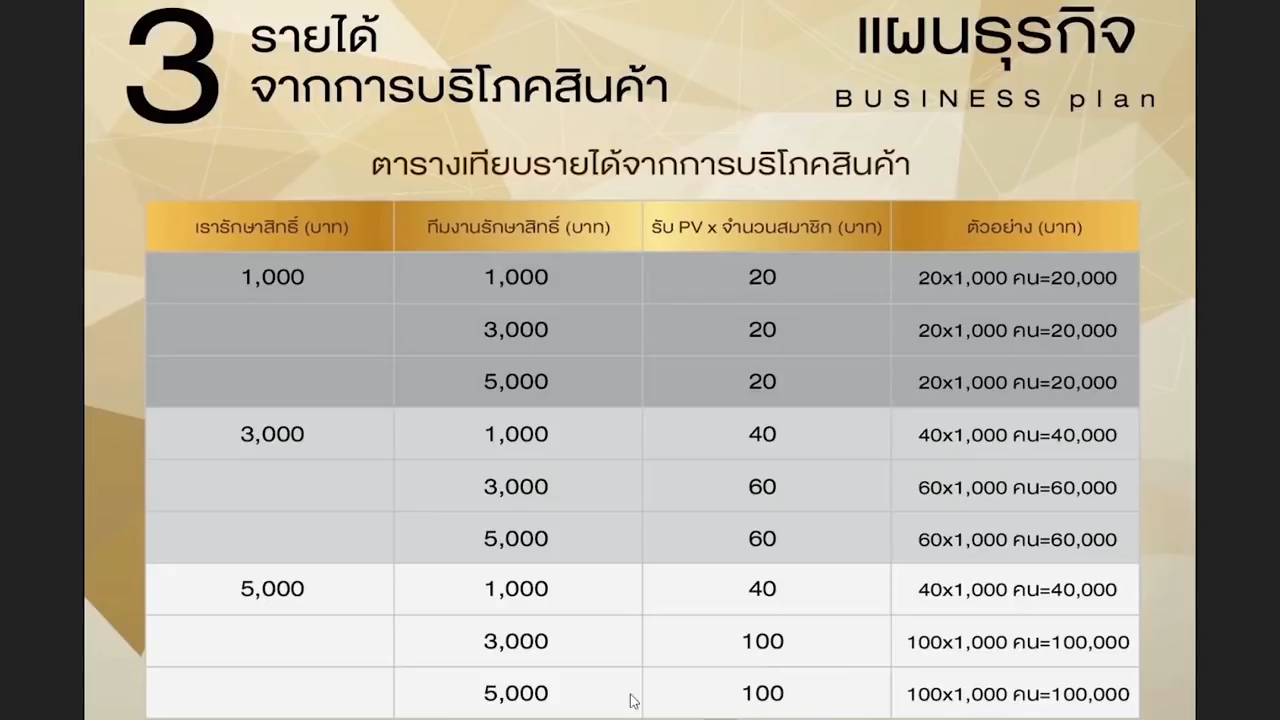 3
รายได้
จากการบริโภคสินค้า
แผนธุรกิจ
BUSINESS plan
ตารางเทียบรายได้จากการบริโภคสินค้า
เรารักษาสิทธิ์ (บาท) ทีมงานรักษาสิทธิ์ (บาท) รับ PV x จำนวนสมาชิก (บาท) ตัวอย่าง (บาท)
1,000 1,000 20 20x1,000 คน=20,000
3,000 20 20x1,000 คน=20,000
5,000 20 20x1,000 คน=20,000
3,000 1,000 40 40x1,000 คน=40,000
3,000 60 60x1,000 คน=60,000
5,000 60 60x1,000 คน=60,000
5,000 1,000 40 40x1,000 คน=40,000
3,000 100 100x1,000 คน=100,000
5,000 100 100x1,000 คน=100,000